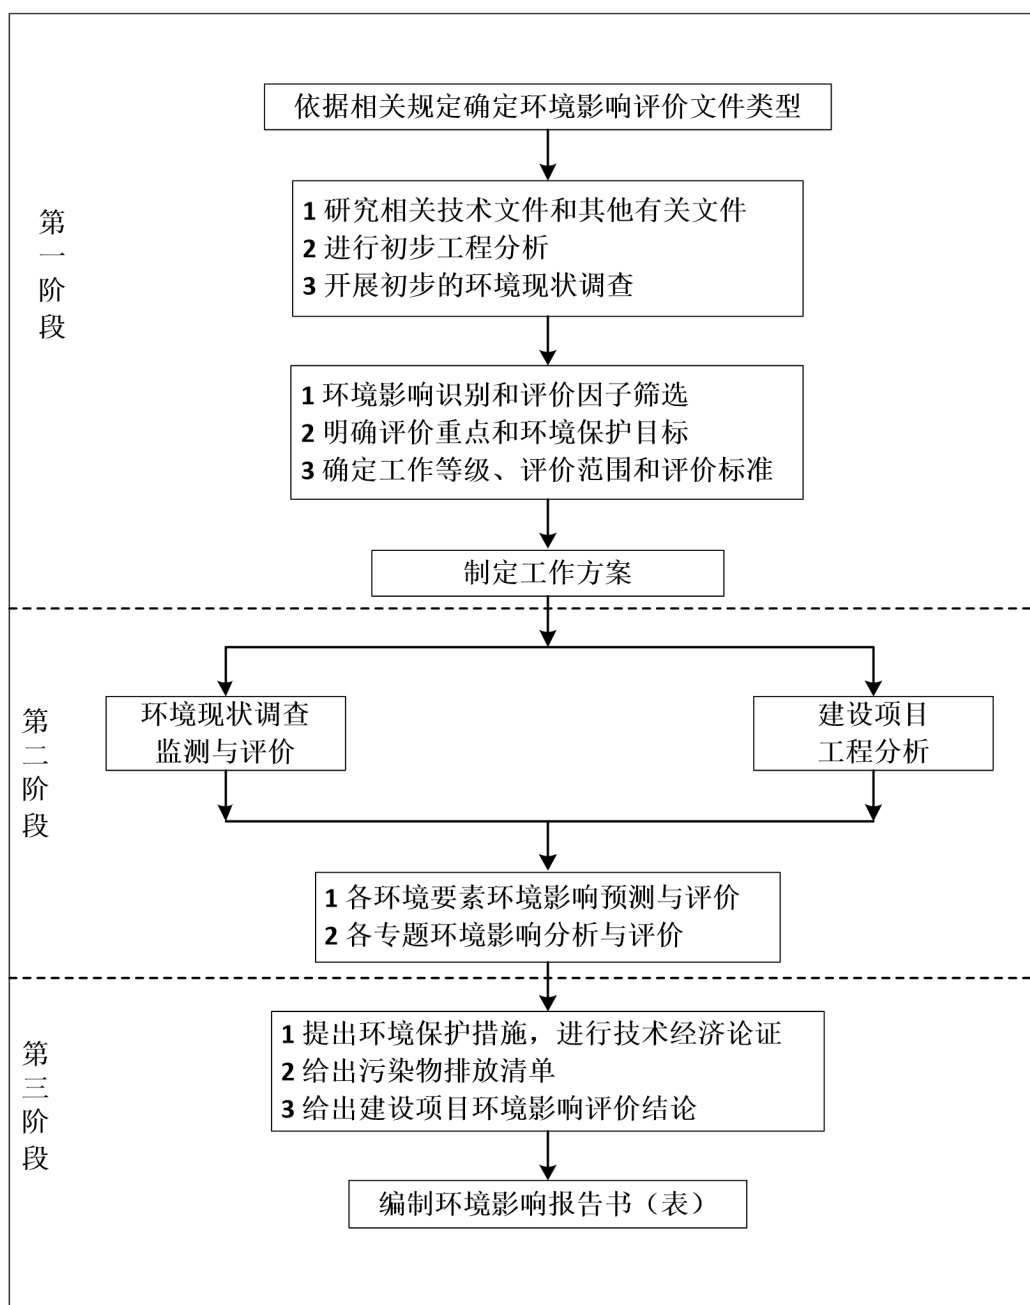 依据相关规定确定环境影响评价文件类型
第一阶段
1 研究相关技术文件和其他有关文件
2 进行初步工程分析
3 开展初步的环境现状调查
1 环境影响识别和评价因子筛选
2 明确评价重点和环境保护目标
3 确定工作等级、评价范围和评价标准
制定工作方案
第二阶段
环境现状调查
监测与评价
建设项目
工程分析
1 各环境要素环境影响预测与评价
2 各专题环境影响分析与评价
第三阶段
1 提出环境保护措施，进行技术经济论证
2 给出污染物排放清单
3 给出建设项目环境影响评价结论
编制环境影响报告书（表）